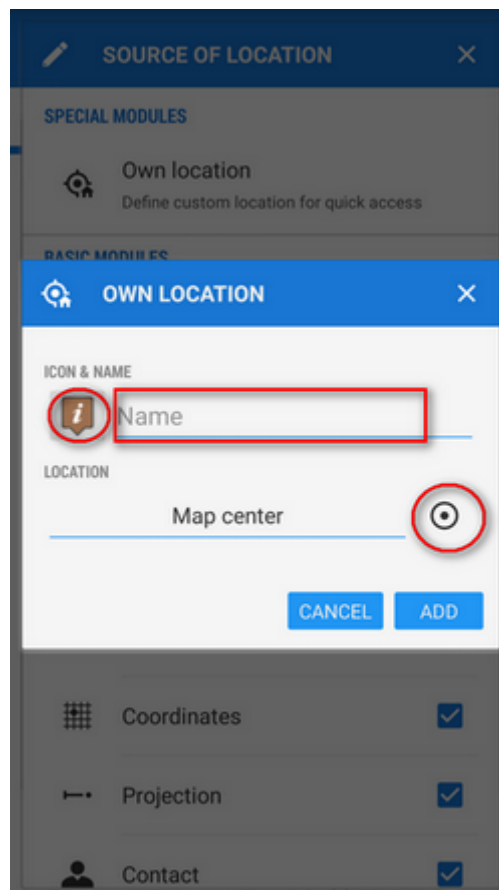 SOURCE OF LOCATION
SPECIAL MODULES
Own location
Define custom location for quick access
BASIC MODULES
OWN LOCATION
ICON & NAME
i Name
LOCATION
Map center
CANCEL ADD
Coordinates
Projection
Contact